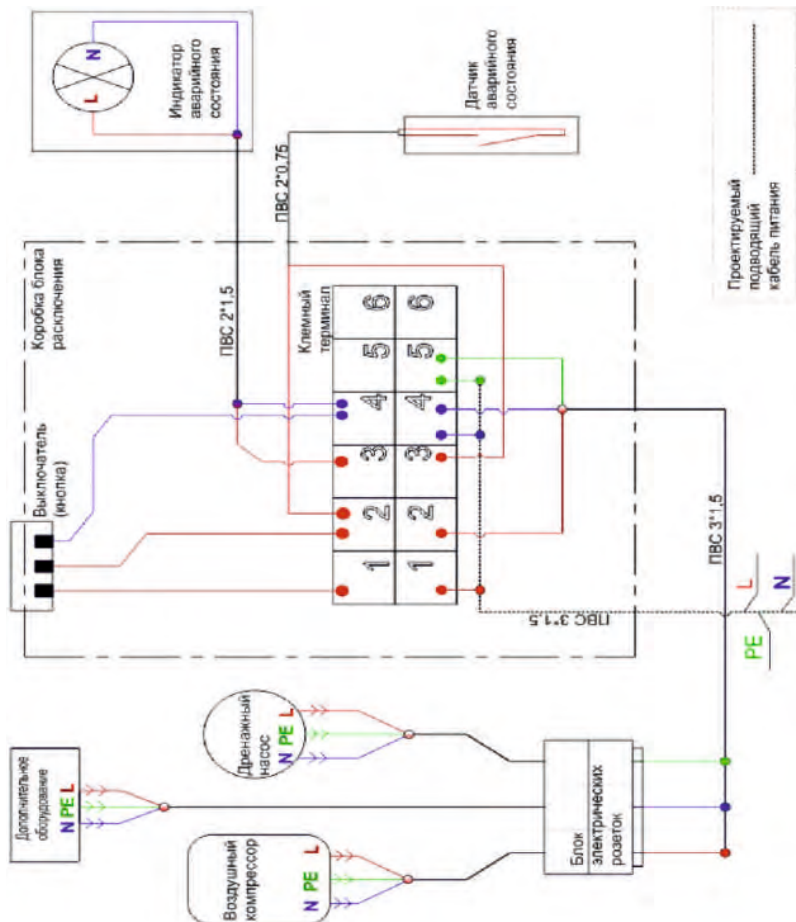 N
L
Индикатор
аварийного
состояния
Датчик
аварийного
состояния
ПВС 2*0,75
ПВС 2*1,5
Коробка блока
расключения
Клемный
терминал
Выключатель
(кнопка)
1 2 3 4 5 6
1 2 3 4 5 6
Проектируемый
подводящий
кабель питания
ПВС 3*1,5
ПВС 3*1,5
L
PE
N
Дополнительное
оборудование
N PE L
Дренажный
насос
N PE L
Воздушный
компрессор
N PE L
Блок
электрических
розеток